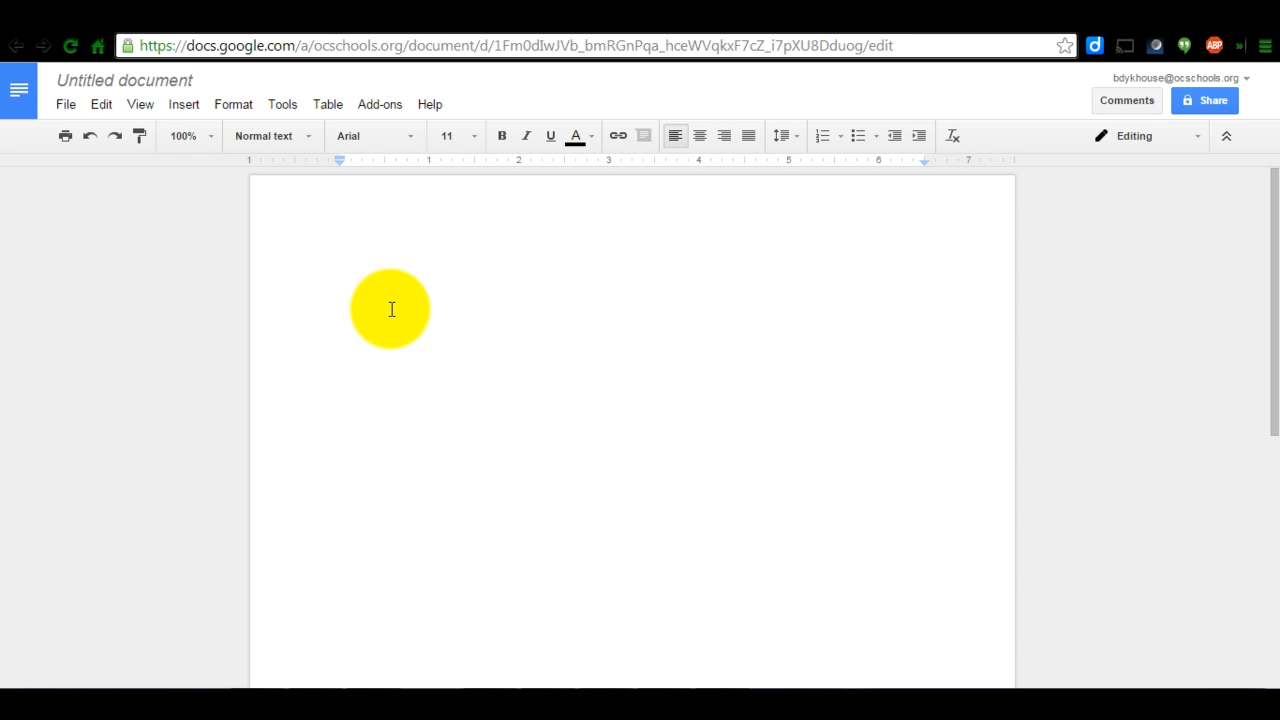 https://docs.google.com/a/ocschools.org/document/d/1Fm0dIwJVb_bmRGnPqa_hceWVqkxF7cZ_i7pXU8Dduog/edit
d ABP »
Untitled document
bdykhouse@ocschools.org
File Edit View Insert Format Tools Table Add-ons Help
Comments Share
100% Normal text Arial 11 B I U A Editing
1 1 2 3 4 5 6 7